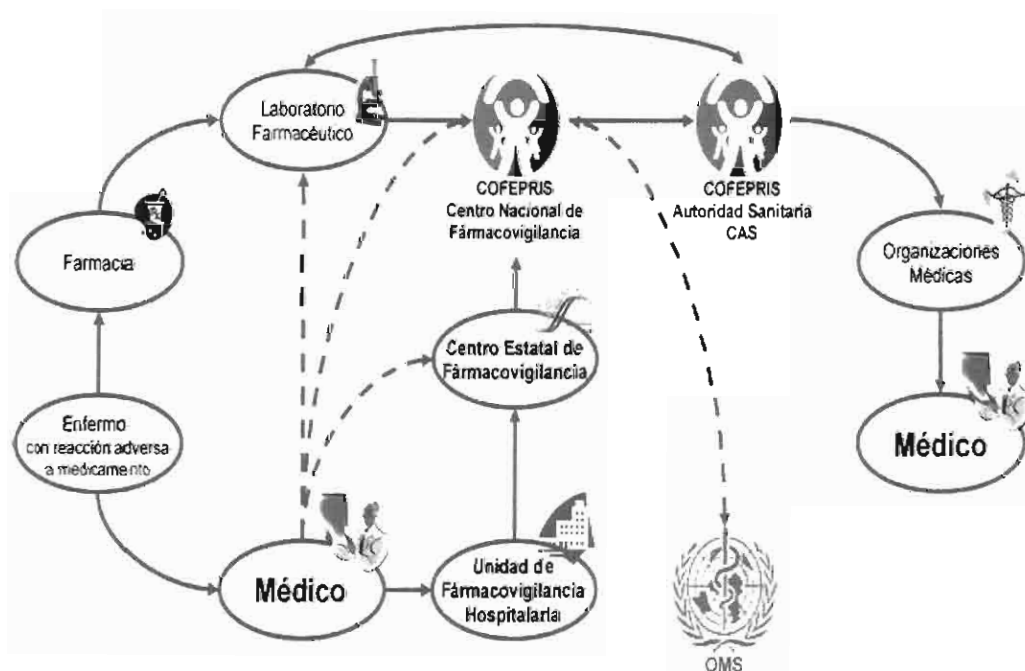 Laboratorio
Farmacéutico
COFEPRIS
Centro Nacional de
Fármacovigilancia
COFEPRIS
Autoridad Sanitaria
CAS
Farmacia
Organizaciones
Médicas
Centro Estatal de
Fármacovigilancia
Enfermo
con reacción adversa
a medicamento
Médico
Médico
Unidad de
Fármacovigilancia
Hospitalaria
OMS